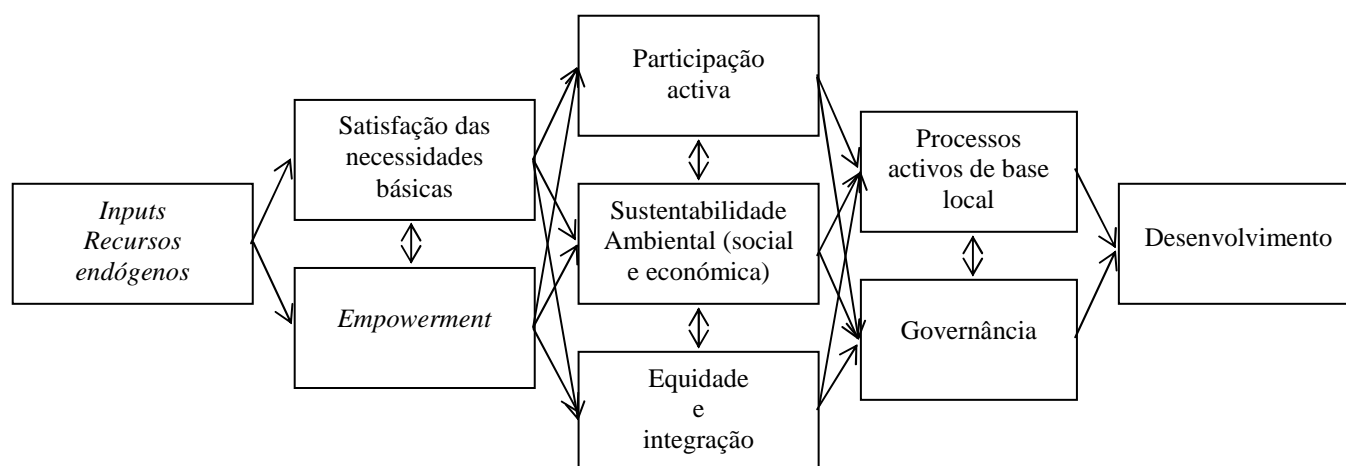 Inputs
Recursos
endógenos
Satisfação das
necessidades
básicas
Empowerment
Participação
activa
Sustentabilidade
Ambiental (social
e económica)
Equidade
e
integração
Processos
activos de base
local
Governância
Desenvolvimento